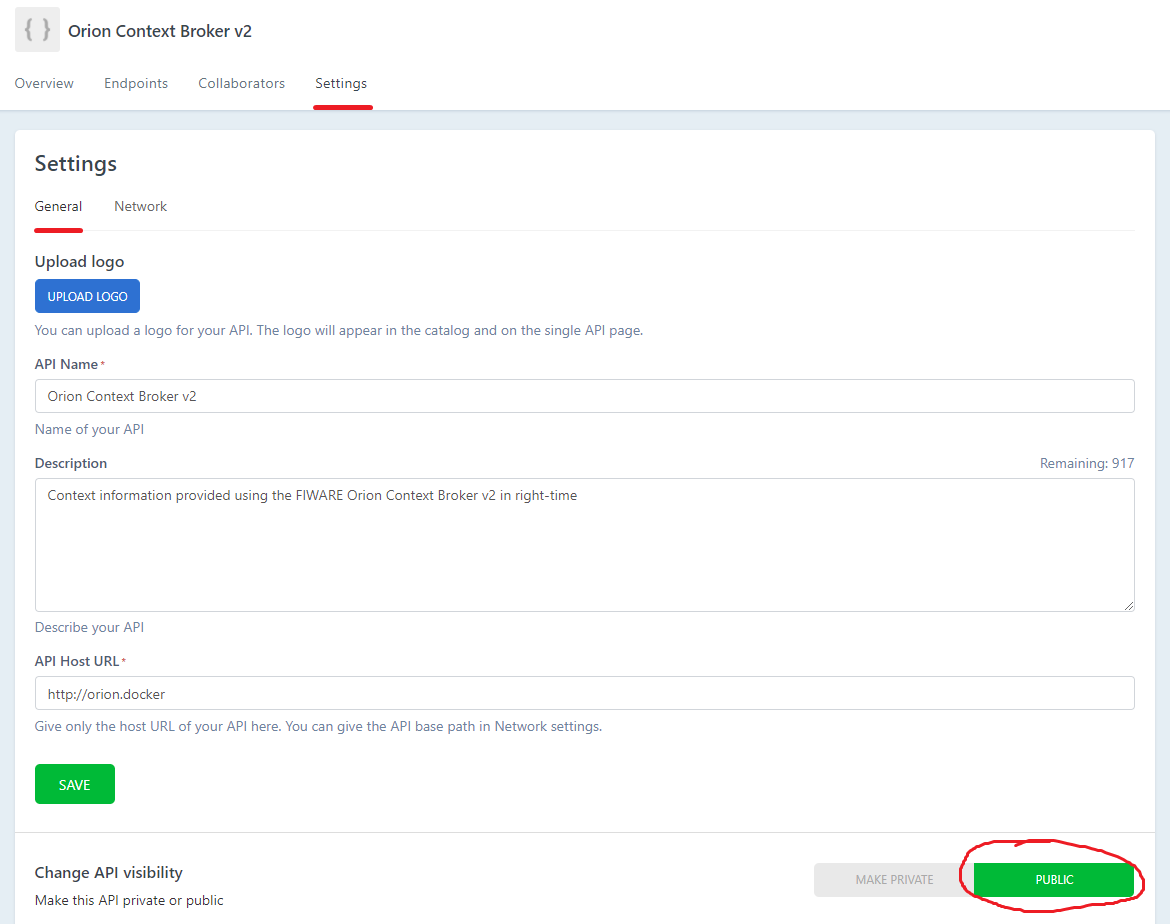 { } Orion Context Broker v2
Overview Endpoints Collaborators Settings
Settings
General Network
Upload logo
UPLOAD LOGO
You can upload a logo for your API. The logo will appear in the catalog and on the single API page.
API Name*
Orion Context Broker v2
Name of your API
Description Remaining: 917
Context information provided using the FIWARE Orion Context Broker v2 in right-time
Describe your API
API Host URL*
http://orion.docker
Give only the host URL of your API here. You can give the API base path in Network settings.
SAVE
Change API visibility MAKE PRIVATE PUBLIC
Make this API private or public